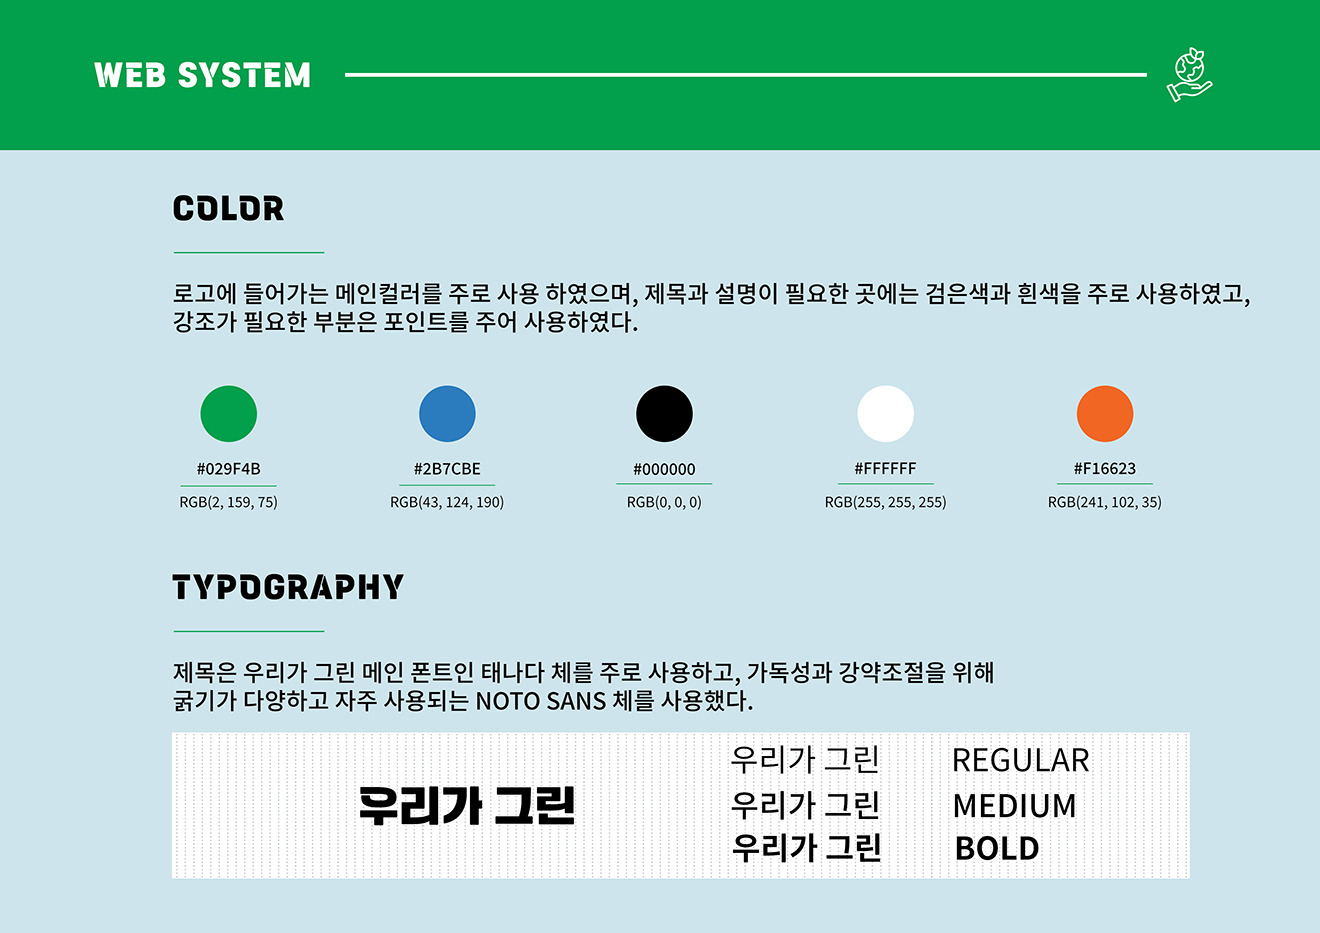 WEB SYSTEM
COLOR
로고에 들어가는 메인컬러를 주로 사용 하였으며, 제목과 설명이 필요한 곳에는 검은색과 흰색을 주로 사용하였고,
강조가 필요한 부분은 포인트를 주어 사용하였다.
#029F4B #2B7CBE #000000 #FFFFFF #F16623
RGB(2, 159, 75) RGB(43, 124, 190) RGB(0, 0, 0) RGB(255, 255, 255) RGB(241, 102, 35)
TYPOGRAPHY
제목은 우리가 그린 메인 폰트인 태나다 체를 주로 사용하고, 가독성과 강약조절을 위해
굵기가 다양하고 자주 사용되는 NOTO SANS 체를 사용했다.
우리가 그린
우리가 그린 REGULAR
우리가 그린 MEDIUM
우리가 그린 BOLD